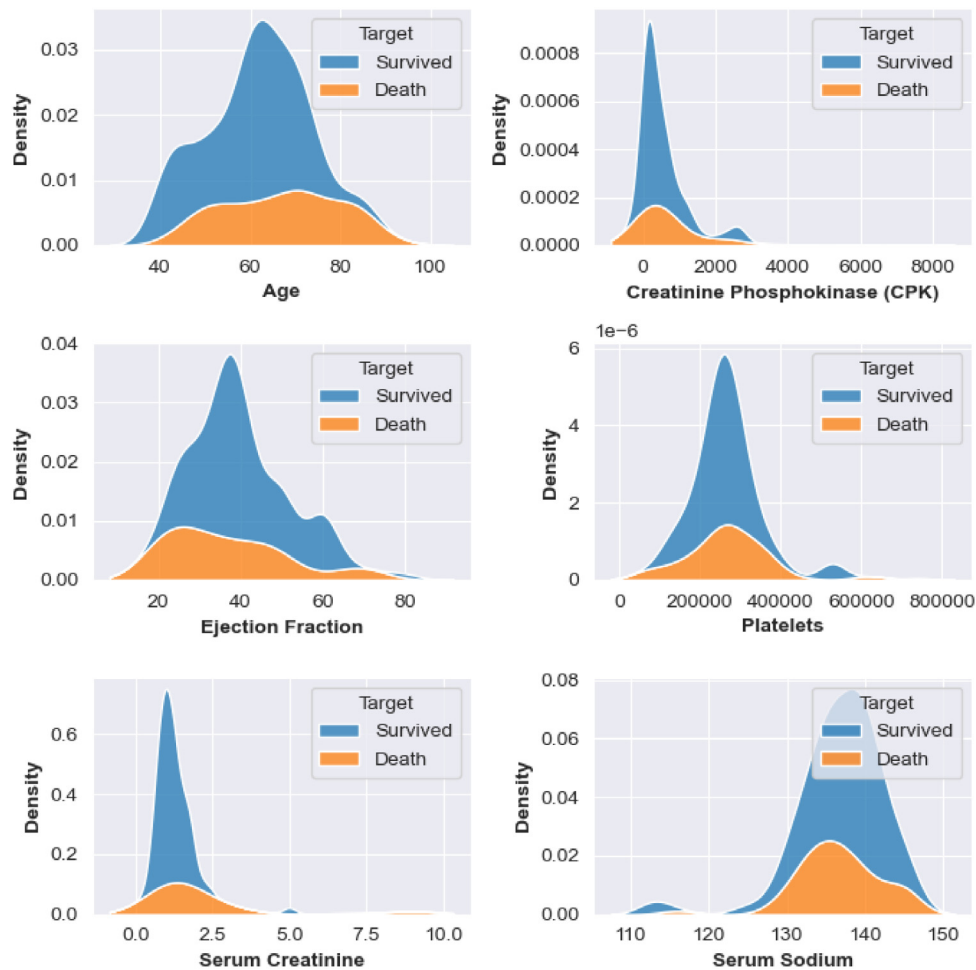 Target
Survived
Death
Density
0.03
0.02
0.01
0.00
40 60 80 100
Age
Target
Survived
Death
Density
0.0008
0.0006
0.0004
0.0002
0.0000
0 2000 4000 6000 8000
Creatinine Phosphokinase (CPK)
Target
Survived
Death
Density
0.04
0.03
0.02
0.01
0.00
20 40 60 80
Ejection Fraction
1e−6
Target
Survived
Death
Density
6
4
2
0
0 200000 400000 600000 800000
Platelets
Target
Survived
Death
Density
0.6
0.4
0.2
0.0
0.0 2.5 5.0 7.5 10.0
Serum Creatinine
Target
Survived
Death
Density
0.08
0.06
0.04
0.02
0.00
110 120 130 140 150
Serum Sodium